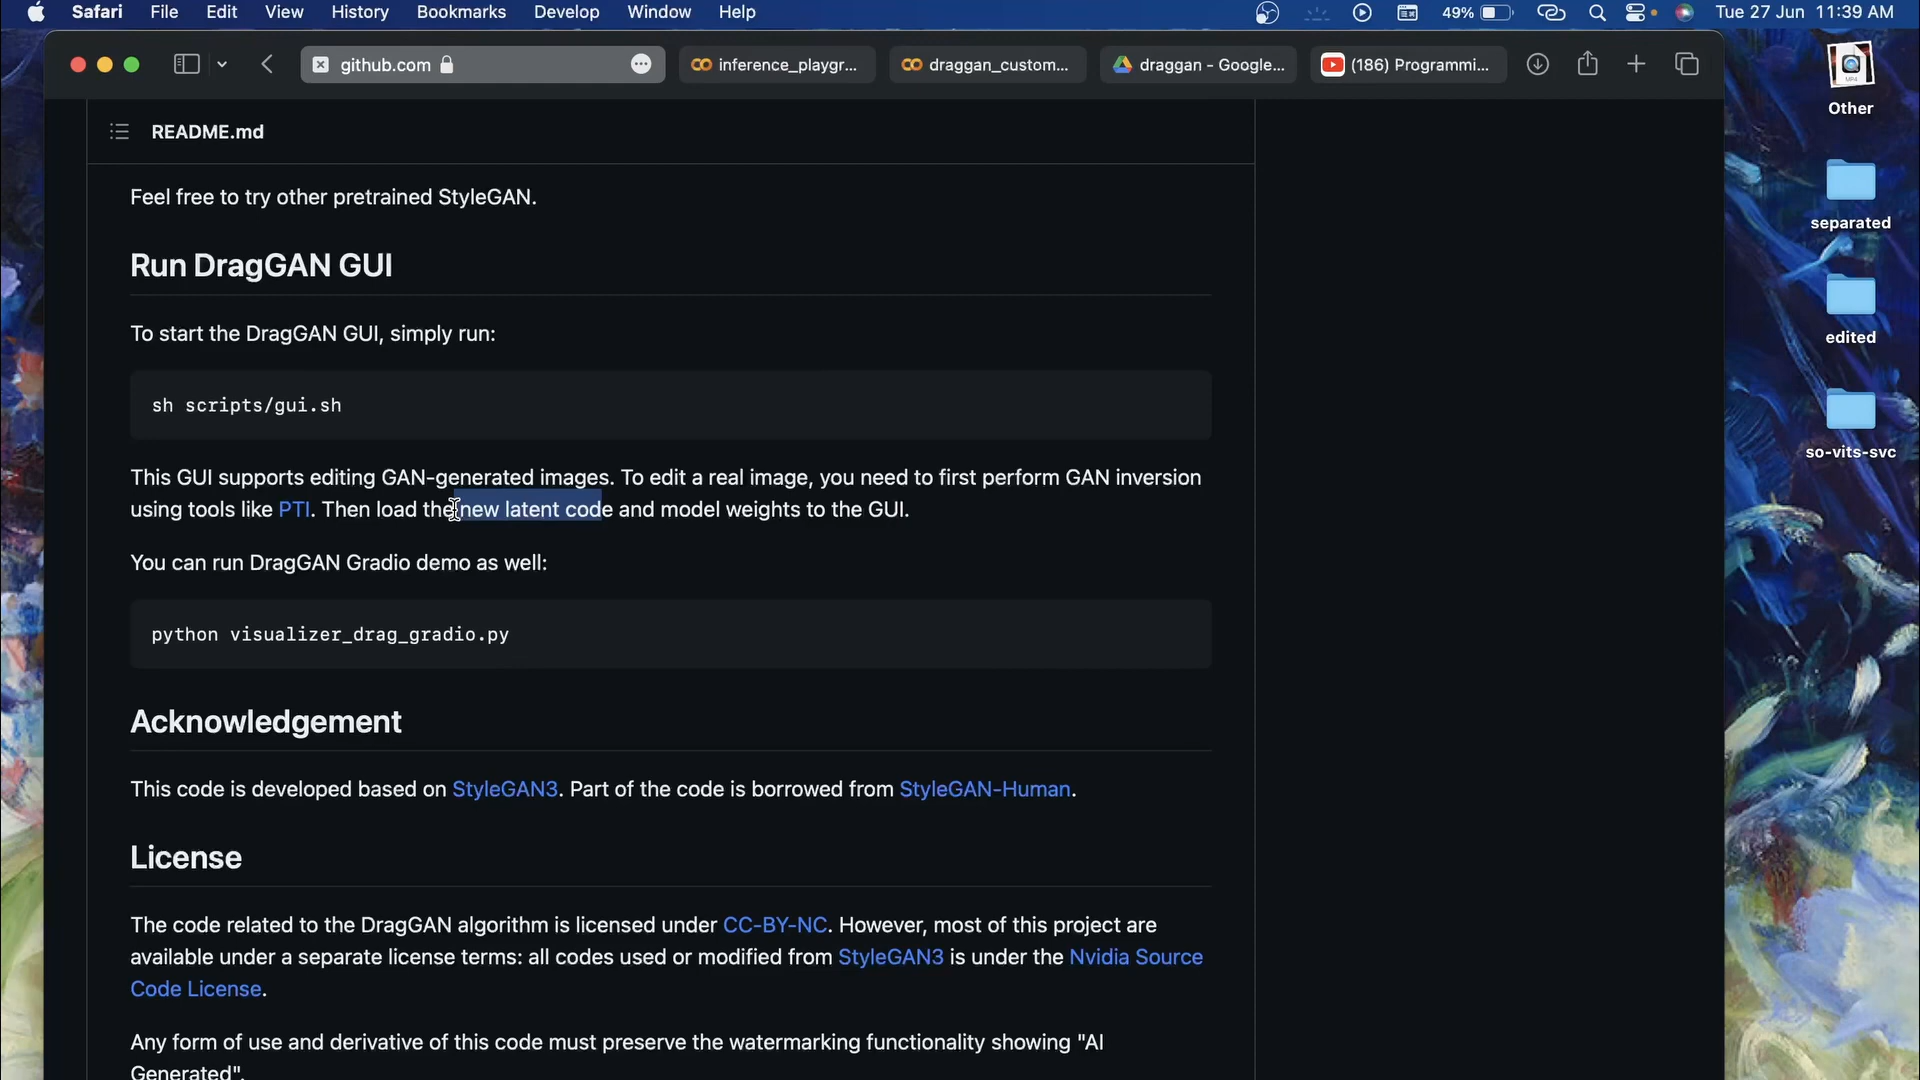 Safari File Edit View History Bookmarks Develop Window Help 49% Tue 27 Jun 11:39 AM
github.com inference_playgr... draggan_custom... draggan - Google... (186) Programmi...
MP4
Other
separated
edited
so-vits-svc
README.md
Feel free to try other pretrained StyleGAN.
Run DragGAN GUI
To start the DragGAN GUI, simply run:
sh scripts/gui.sh
This GUI supports editing GAN-generated images. To edit a real image, you need to first perform GAN inversion
using tools like PTI. Then load the new latent code and model weights to the GUI.
You can run DragGAN Gradio demo as well:
python visualizer_drag_gradio.py
Acknowledgement
This code is developed based on StyleGAN3. Part of the code is borrowed from StyleGAN-Human.
License
The code related to the DragGAN algorithm is licensed under CC-BY-NC. However, most of this project are
available under a separate license terms: all codes used or modified from StyleGAN3 is under the Nvidia Source
Code License.
Any form of use and derivative of this code must preserve the watermarking functionality showing "AI
Generated".